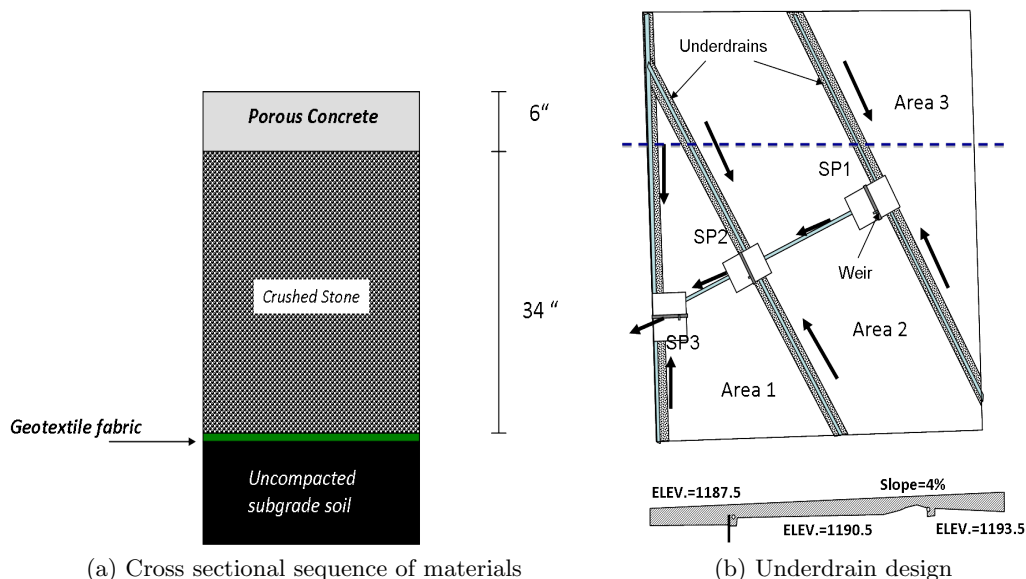 Porous Concrete
6“
Crushed Stone
34 “
Geotextile fabric
Uncompacted
subgrade soil
(a) Cross sectional sequence of materials
Underdrains
Area 3
SP1
SP2
Weir
SP3
Area 2
Area 1
Slope=4%
ELEV.=1187.5
ELEV.=1190.5
ELEV.=1193.5
(b) Underdrain design